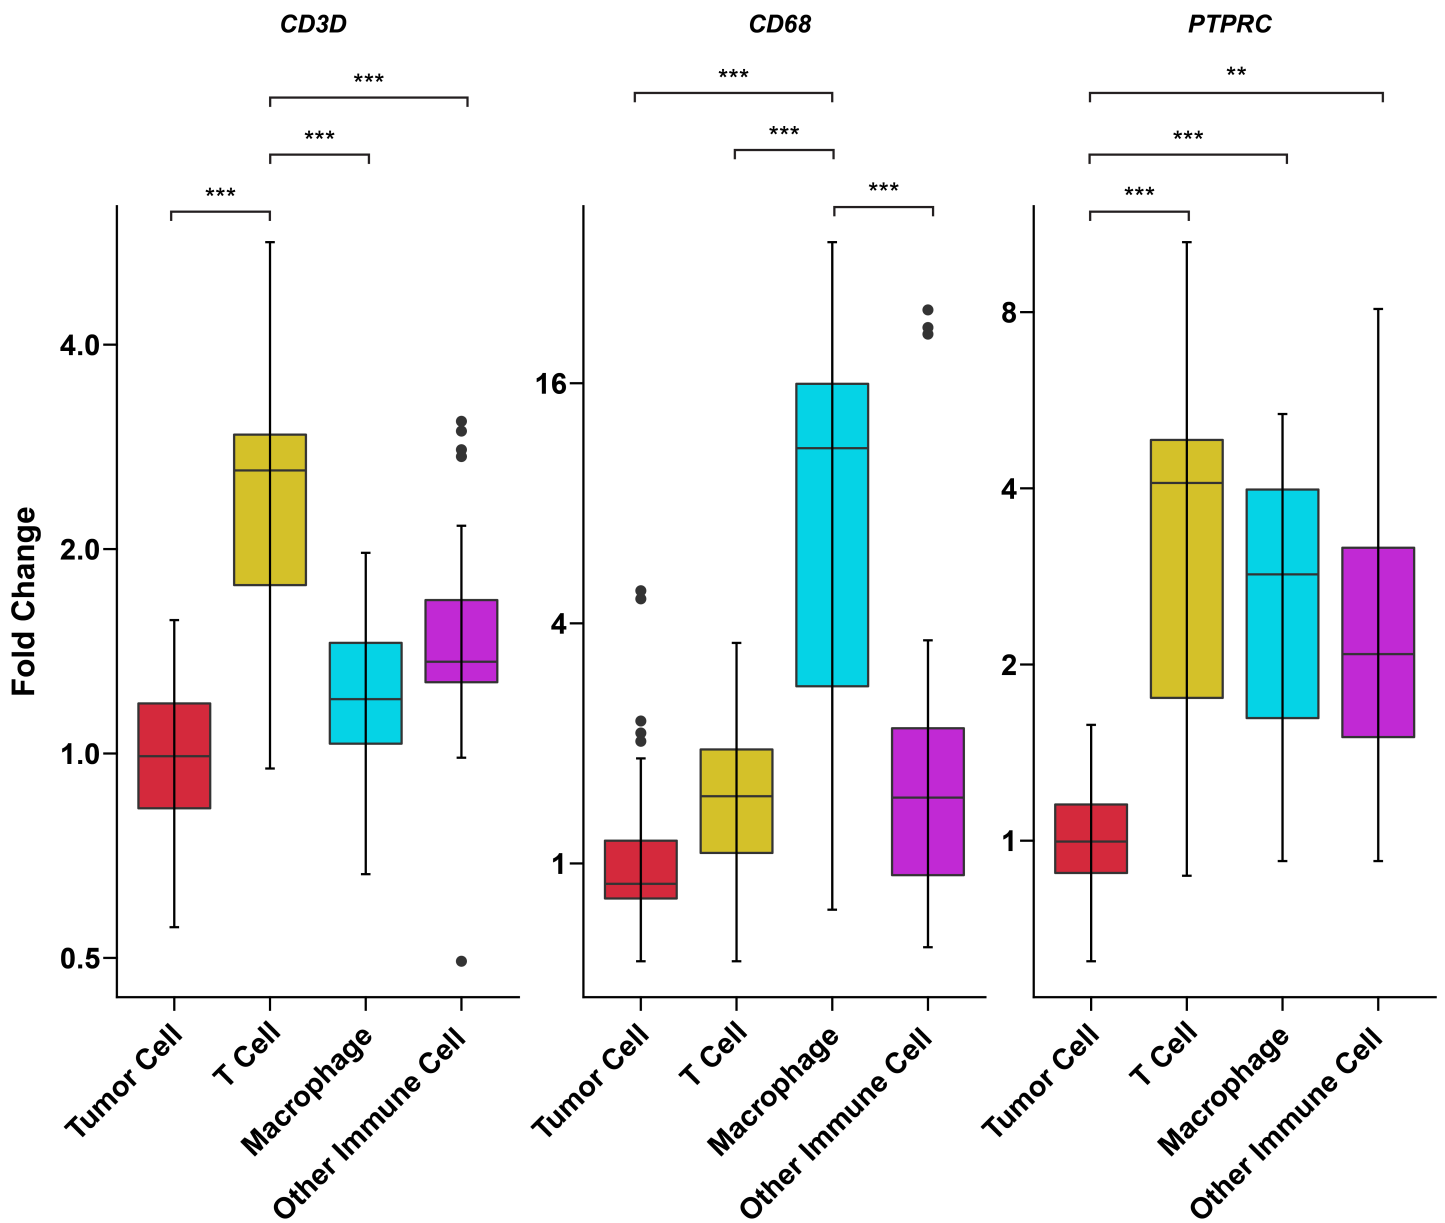 CD3D
CD68
PTPRC
***
***
**
***
***
***
***
***
***
Fold Change
4.0
2.0
1.0
0.5
16
4
1
8
4
2
1
Tumor Cell
T Cell
Macrophage
Other Immune Cell
Tumor Cell
T Cell
Macrophage
Other Immune Cell
Tumor Cell
T Cell
Macrophage
Other Immune Cell